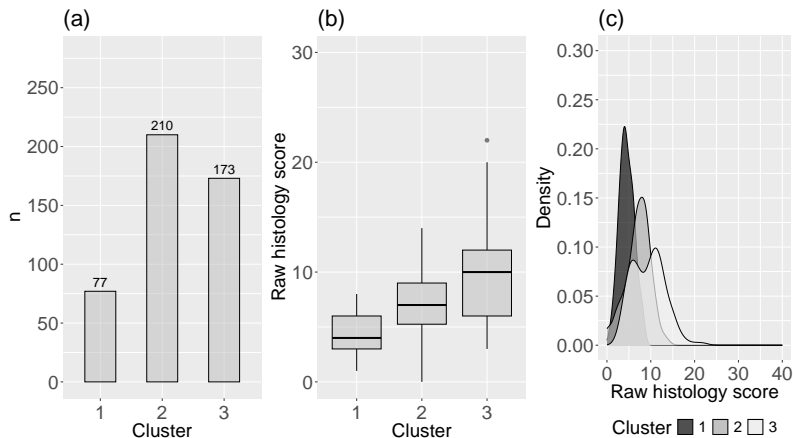 (a)
250
200
150
100
50
0
n
77
210
173
1 2 3
Cluster
(b)
30
20
10
0
Raw histology score
1 2 3
Cluster
(c)
0.30
0.25
0.20
0.15
0.10
0.05
0.00
Density
0 10 20 30 40
Raw histology score
Cluster 1 2 3